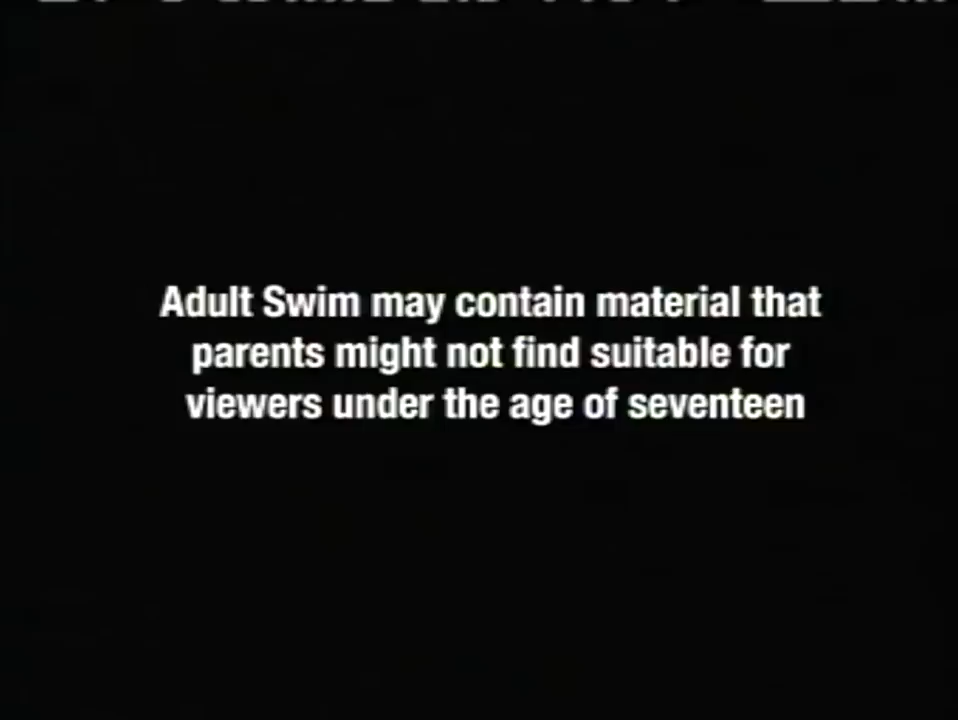 Adult Swim may contain material that
parents might not find suitable for
viewers under the age of seventeen